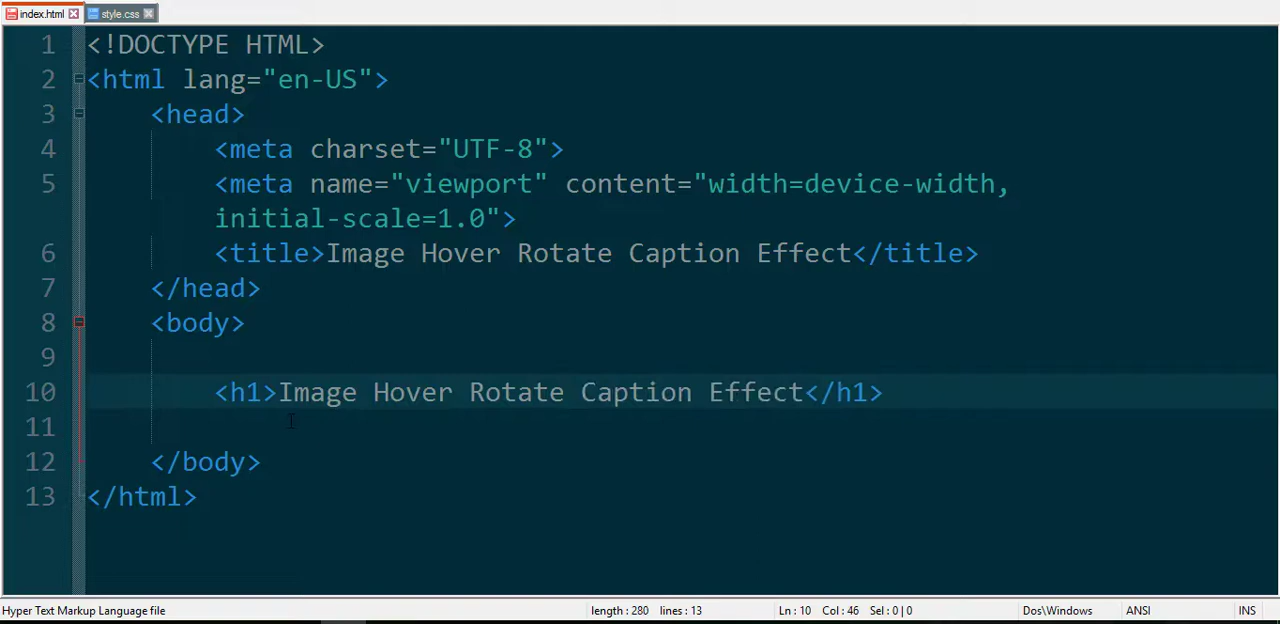 index.html style.css
1 <!DOCTYPE HTML>
2 <html lang="en-US">
3 <head>
4 <meta charset="UTF-8">
5 <meta name="viewport" content="width=device-width,
initial-scale=1.0">
6 <title>Image Hover Rotate Caption Effect</title>
7 </head>
8 <body>
9
10 <h1>Image Hover Rotate Caption Effect</h1>
11
12 </body>
13 </html>
Hyper Text Markup Language file length : 280 lines : 13 Ln : 10 Col : 46 Sel : 0 | 0 Dos\Windows ANSI INS